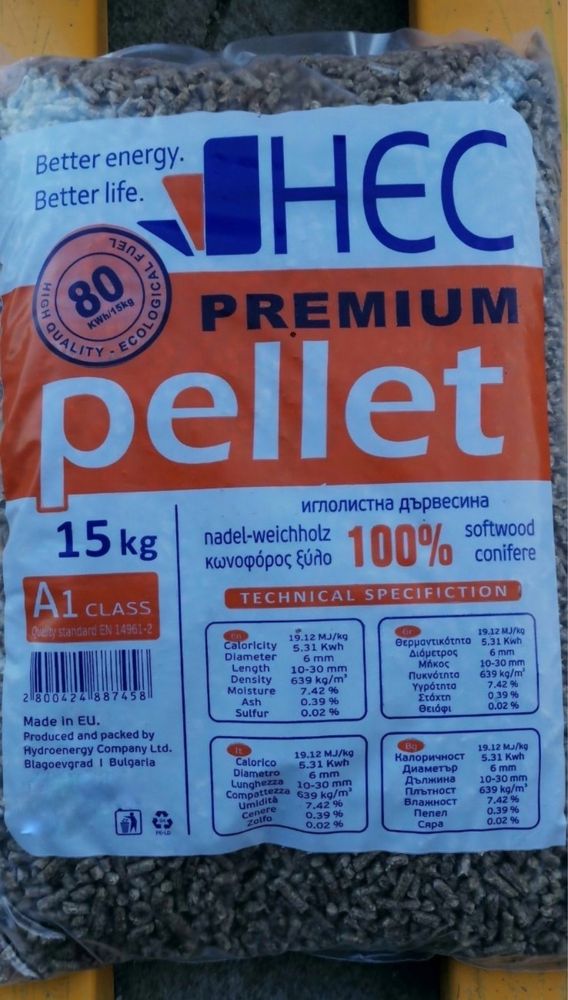 Better energy.
Better life.
HEC
HIGH QUALITY - ECOLOGICAL FUEL
80
KWh/15kg
PREMIUM
pellet
15 kg
A1 CLASS
Quality standard EN 14961-2
2 800424 887458
Made in EU.
Produced and packed by
Hydroenergy Company Ltd.
Blagoevgrad | Bulgaria
PE-LD
иглолистна дървесина
nadel-weichholz
κωνοφόρος ξύλο
100%
softwood
conifere
TECHNICAL SPECIFICTION
En
Caloricity 19.12 MJ/kg
5.31 Kwh
Diameter 6 mm
Length 10-30 mm
Density 639 kg/m³
Moisture 7.42 %
Ash 0.39 %
Sulfur 0.02 %
Gr
Θερμαντικότητα 19.12 MJ/kg
5.31 Kwh
Διάμετρος 6 mm
Μήκος 10-30 mm
Πυκνότητα 639 kg/m³
Υγρότητα 7.42 %
Στάχτη 0.39 %
Θειάφι 0.02 %
It
Calorico 19.12 MJ/kg
5.31 Kwh
Diametro 6 mm
Lunghezza 10-30 mm
Compattezza 639 kg/m³
Umidità 7.42 %
Cenere 0.39 %
Zolfo 0.02 %
Bg
Калоричност 19.12 MJ/kg
5.31 Kwh
Диаметър 6 mm
Дължина 10-30 mm
Плътност 639 kg/m³
Влажност 7.42 %
Пепел 0.39 %
Сяра 0.02 %